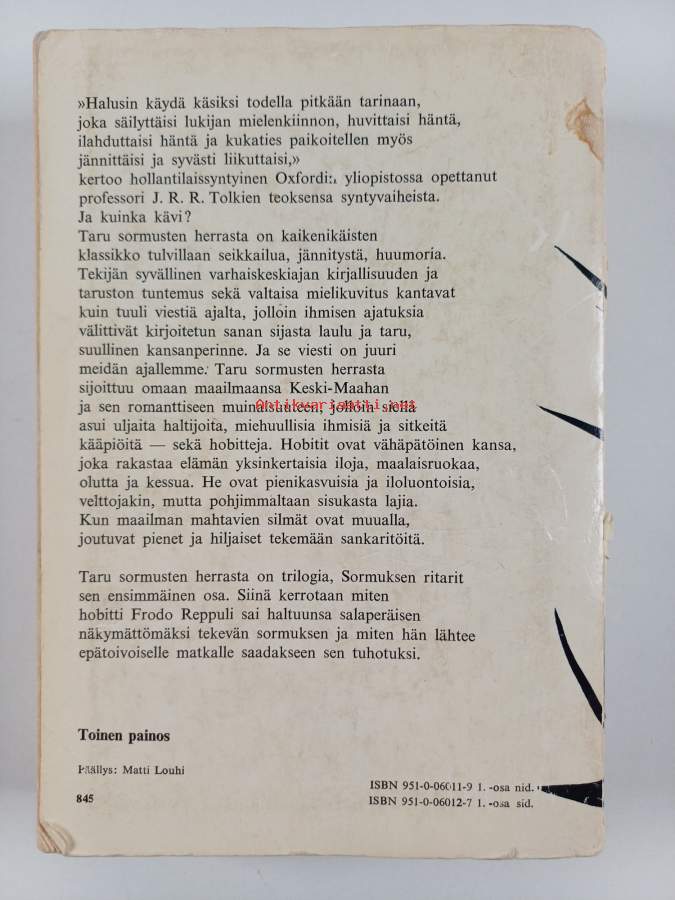 »Halusin käydä käsiksi todella pitkään tarinaan,
joka säilyttäisi lukijan mielenkiinnon, huvittaisi häntä,
ilahduttaisi häntä ja kukaties paikoitellen myös
jännittäisi ja syvästi liikuttaisi,»
kertoo hollantilaissyntyinen Oxfordin yliopistossa opettanut
professori J. R. R. Tolkien teoksensa syntyvaiheista.
Ja kuinka kävi?
Taru sormusten herrasta on kaikenikäisten
klassikko tulvillaan seikkailua, jännitystä, huumoria.
Tekijän syvällinen varhaiskeskiajan kirjallisuuden ja
taruston tuntemus sekä valtaisa mielikuvitus kantavat
kuin tuuli viestiä ajalta, jolloin ihmisen ajatuksia
välittivät kirjoitetun sanan sijasta laulu ja taru,
suullinen kansanperinne. Ja se viesti on juuri
meidän ajallemme. Taru sormusten herrasta
sijoittuu omaan maailmaansa Keski-Maahan
ja sen romanttiseen muinaisuuteen, jolloin siellä
Antikvariaatti.net
asui uljaita haltijoita, miehuullisia ihmisiä ja sitkeitä
kääpiöitä — sekä hobitteja. Hobitit ovat vähäpätöinen kansa,
joka rakastaa elämän yksinkertaisia iloja, maalaisruokaa,
olutta ja kessua. He ovat pienikasvuisia ja iloluontoisia,
velttojakin, mutta pohjimmaltaan sisukasta lajia.
Kun maailman mahtavien silmät ovat muualla,
joutuvat pienet ja hiljaiset tekemään sankaritöitä.
Taru sormusten herrasta on trilogia, Sormuksen ritarit
sen ensimmäinen osa. Siinä kerrotaan miten
hobitti Frodo Reppuli sai haltuunsa salaperäisen
näkymättömäksi tekevän sormuksen ja miten hän lähtee
epätoivoiselle matkalle saadakseen sen tuhotuksi.
Toinen painos
Päällys: Matti Louhi
845
ISBN 951-0-06011-9 1. -osa nid.
ISBN 951-0-06012-7 1. -osa sid.